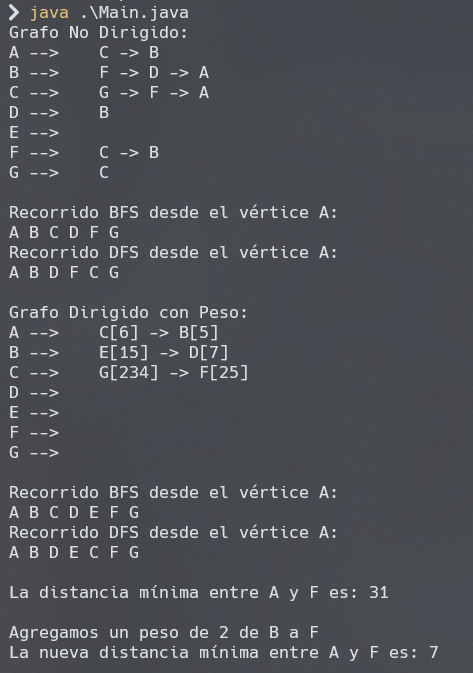 ❯ java .\Main.java
Grafo No Dirigido:
A -->    C -> B
B -->    F -> D -> A
C -->    G -> F -> A
D -->    B
E -->
F -->    C -> B
G -->    C

Recorrido BFS desde el vértice A:
A B C D F G
Recorrido DFS desde el vértice A:
A B D F C G

Grafo Dirigido con Peso:
A -->    C[6] -> B[5]
B -->    E[15] -> D[7]
C -->    G[234] -> F[25]
D -->
E -->
F -->
G -->

Recorrido BFS desde el vértice A:
A B C D E F G
Recorrido DFS desde el vértice A:
A B D E C F G

La distancia mínima entre A y F es: 31

Agregamos un peso de 2 de B a F
La nueva distancia mínima entre A y F es: 7